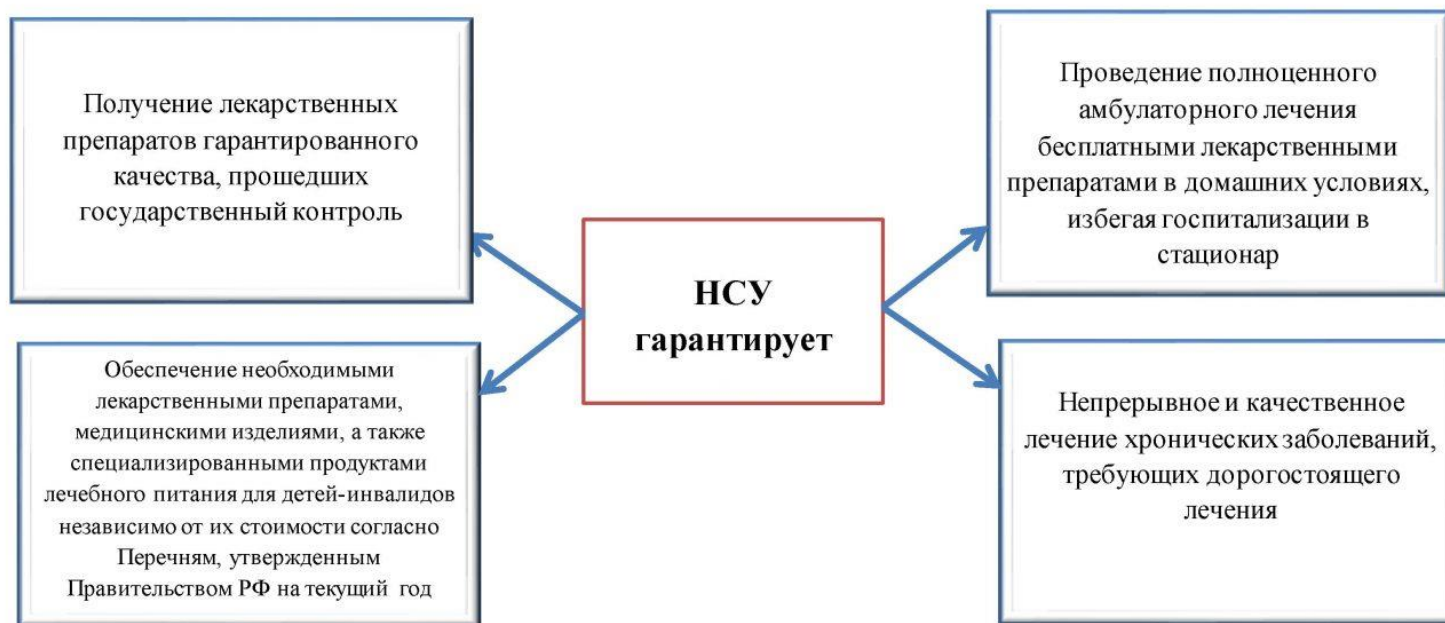 Получение лекарственных
препаратов гарантированного
качества, прошедших
государственный контроль
Проведение полноценного
амбулаторного лечения
бесплатными лекарственными
препаратами в домашних условиях,
избегая госпитализации в
стационар
НСУ
гарантирует
Обеспечение необходимыми
лекарственными препаратами,
медицинскими изделиями, а также
специализированными продуктами
лечебного питания для детей-инвалидов
независимо от их стоимости согласно
Перечням, утвержденным
Правительством РФ на текущий год
Непрерывное и качественное
лечение хронических заболеваний,
требующих дорогостоящего
лечения